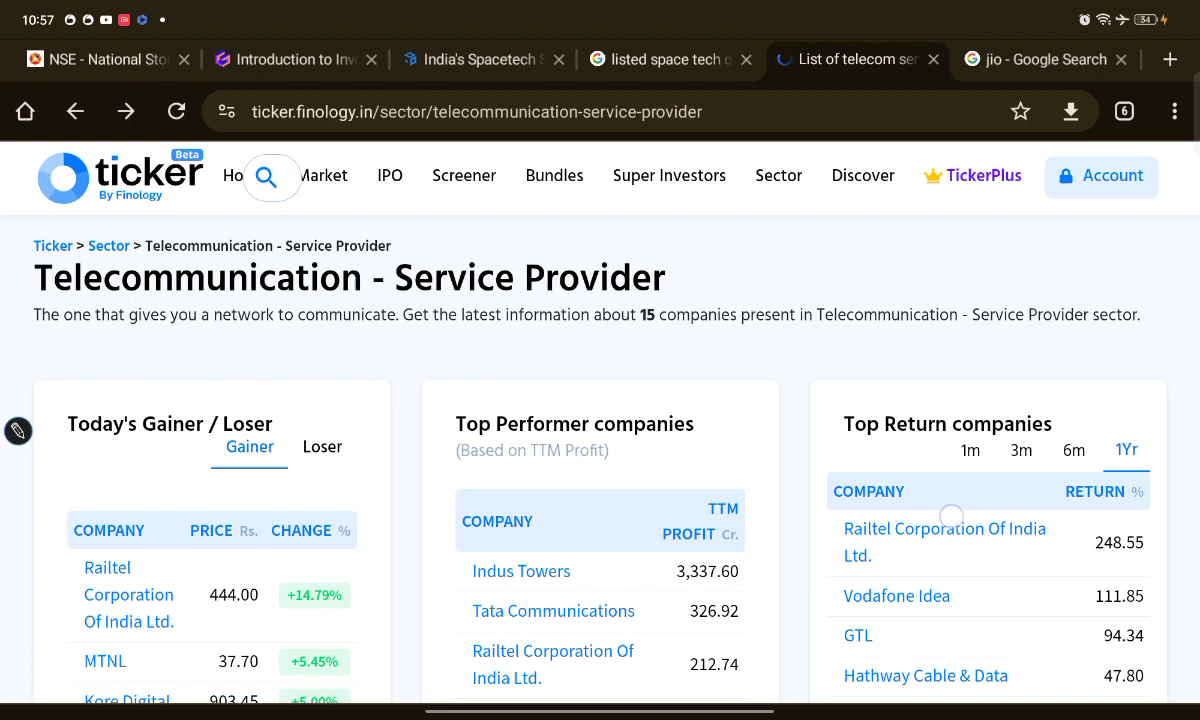 10:57
34
NSE - National Sto
Introduction to Inv
India's Spacetech S
listed space tech c
List of telecom ser
jio - Google Search
ticker.finology.in/sector/telecommunication-service-provider
6
ticker Beta
By Finology
Ho
Market
IPO
Screener
Bundles
Super Investors
Sector
Discover
TickerPlus
Account
Ticker > Sector > Telecommunication - Service Provider
Telecommunication - Service Provider
The one that gives you a network to communicate. Get the latest information about 15 companies present in Telecommunication - Service Provider sector.
Today's Gainer / Loser
Gainer Loser
COMPANY PRICE Rs. CHANGE %
Railtel
Corporation 444.00 +14.79%
Of India Ltd.
MTNL 37.70 +5.45%
Kore Digital 903.45 +5.00%
Top Performer companies
(Based on TTM Profit)
COMPANY TTM
PROFIT Cr.
Indus Towers 3,337.60
Tata Communications 326.92
Railtel Corporation Of
India Ltd. 212.74
Top Return companies
1m 3m 6m 1Yr
COMPANY RETURN %
Railtel Corporation Of India
Ltd. 248.55
Vodafone Idea 111.85
GTL 94.34
Hathway Cable & Data 47.80